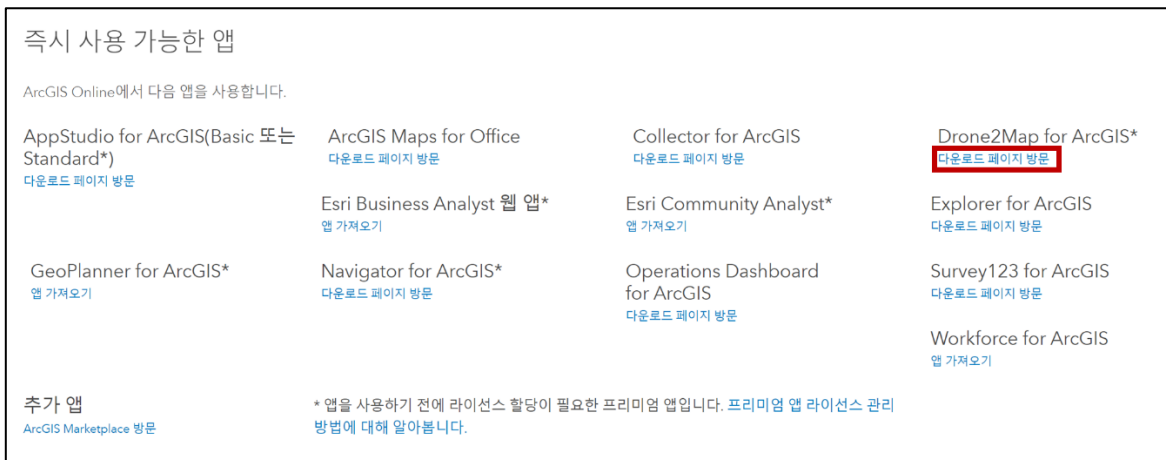 즉시 사용 가능한 앱
ArcGIS Online에서 다음 앱을 사용합니다.
AppStudio for ArcGIS(Basic 또는
Standard*)
다운로드 페이지 방문
ArcGIS Maps for Office
다운로드 페이지 방문
Collector for ArcGIS
다운로드 페이지 방문
Drone2Map for ArcGIS*
다운로드 페이지 방문
Esri Business Analyst 웹 앱*
앱 가져오기
Esri Community Analyst*
앱 가져오기
Explorer for ArcGIS
다운로드 페이지 방문
GeoPlanner for ArcGIS*
앱 가져오기
Navigator for ArcGIS*
다운로드 페이지 방문
Operations Dashboard
for ArcGIS
다운로드 페이지 방문
Survey123 for ArcGIS
다운로드 페이지 방문
Workforce for ArcGIS
앱 가져오기
추가 앱
ArcGIS Marketplace 방문
* 앱을 사용하기 전에 라이선스 할당이 필요한 프리미엄 앱입니다. 프리미엄 앱 라이선스 관리
방법에 대해 알아봅니다.